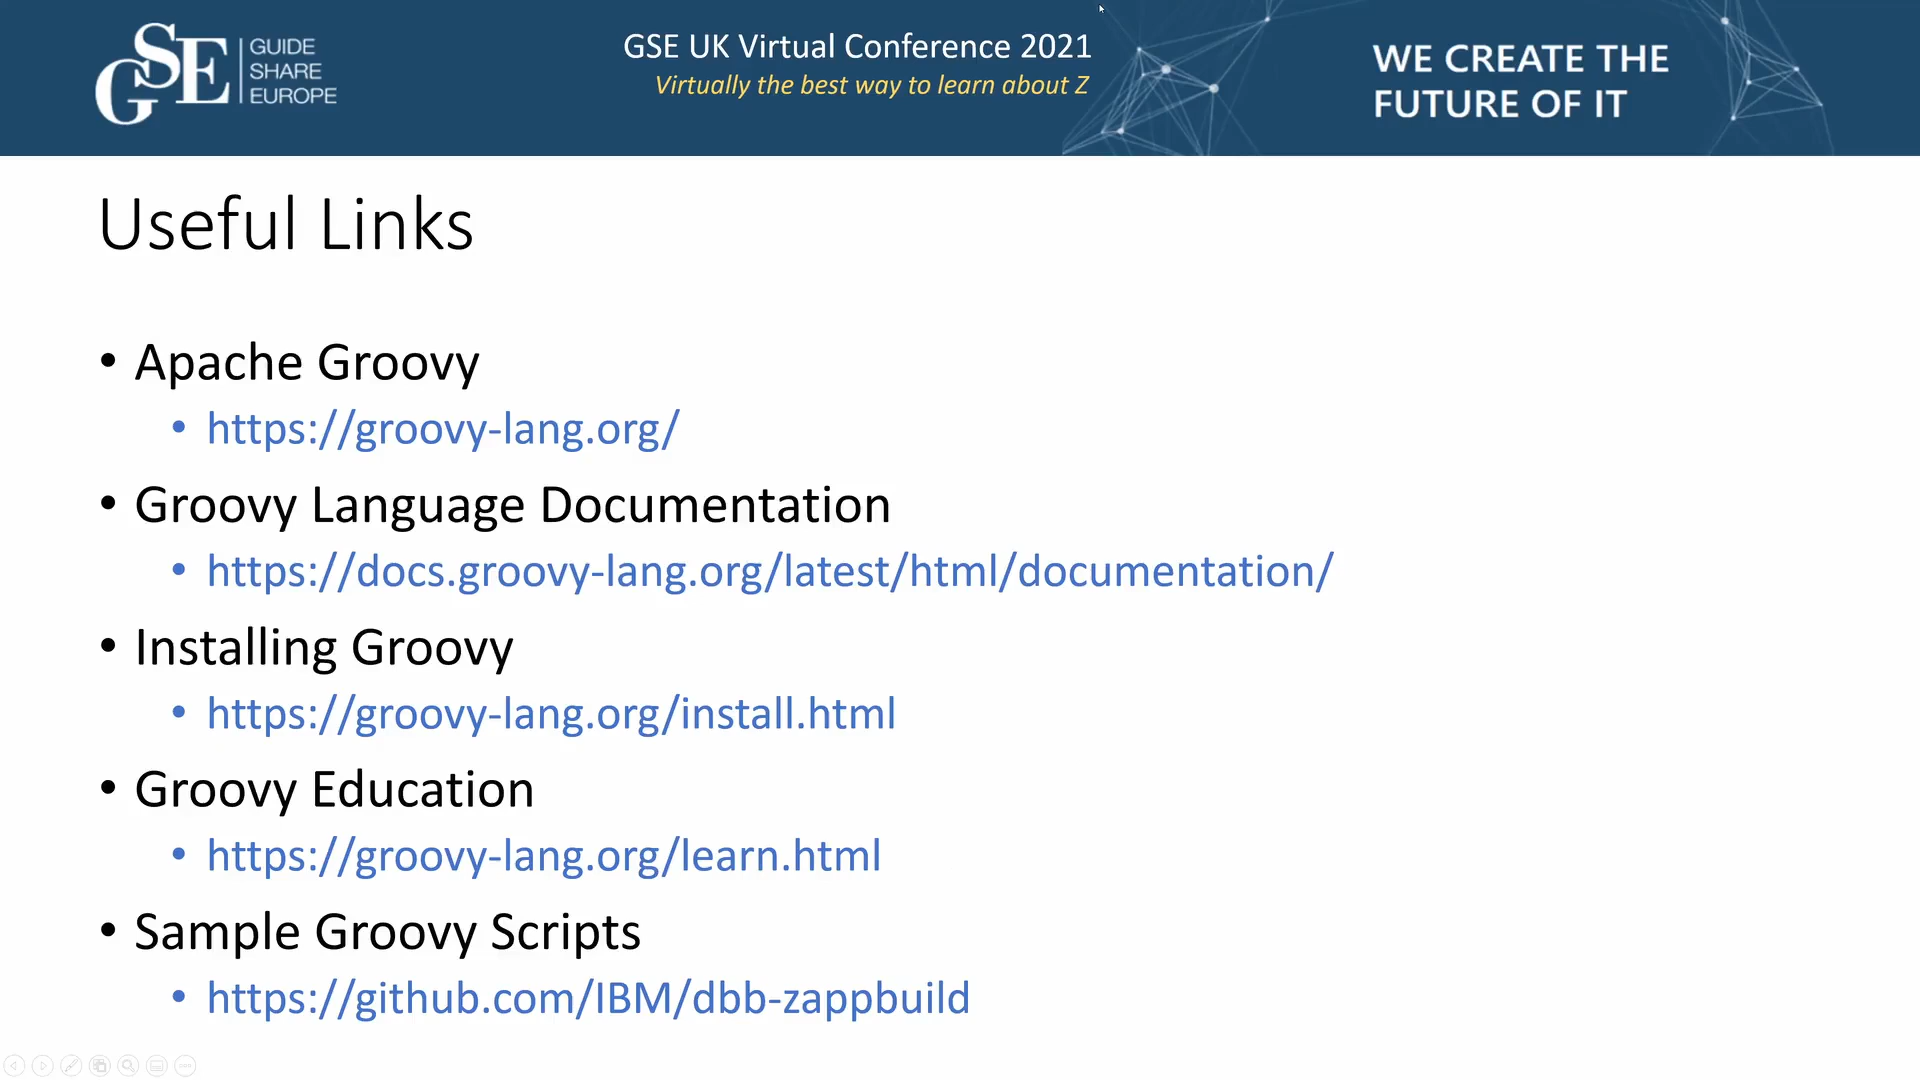 GSE
GUIDE
SHARE
EUROPE
GSE UK Virtual Conference 2021
Virtually the best way to learn about Z
WE CREATE THE
FUTURE OF IT
Useful Links
• Apache Groovy
• https://groovy-lang.org/
• Groovy Language Documentation
• https://docs.groovy-lang.org/latest/html/documentation/
• Installing Groovy
• https://groovy-lang.org/install.html
• Groovy Education
• https://groovy-lang.org/learn.html
• Sample Groovy Scripts
• https://github.com/IBM/dbb-zappbuild